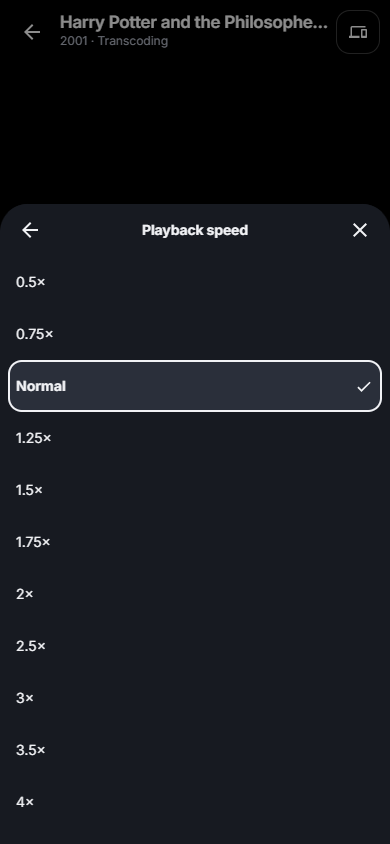 Harry Potter and the Philosophe...
2001 · Transcoding
Playback speed
0.5×
0.75×
Normal
1.25×
1.5×
1.75×
2×
2.5×
3×
3.5×
4×